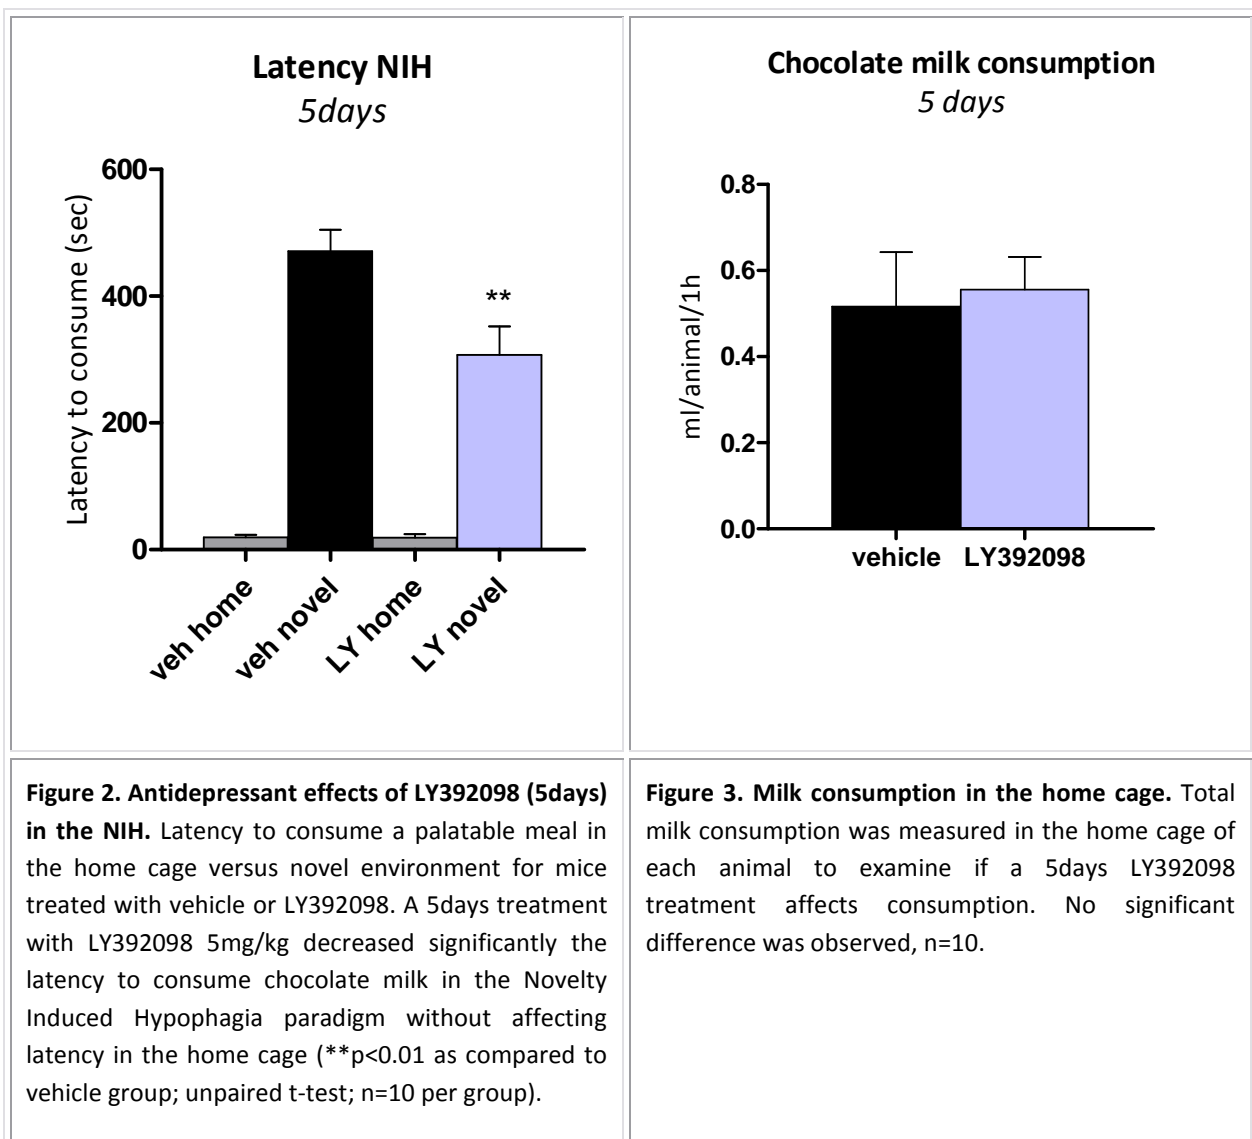 Latency NIH
5days
Latency to consume (sec)
600
400
200
0
**
veh home
veh novel
LY home
LY novel
Chocolate milk consumption
5 days
ml/animal/1h
0.8
0.6
0.4
0.2
0.0
vehicle LY392098
Figure 2. Antidepressant effects of LY392098 (5days)
in the NIH. Latency to consume a palatable meal in
the home cage versus novel environment for mice
treated with vehicle or LY392098. A 5days treatment
with LY392098 5mg/kg decreased significantly the
latency to consume chocolate milk in the Novelty
Induced Hypophagia paradigm without affecting
latency in the home cage (**p<0.01 as compared to
vehicle group; unpaired t-test; n=10 per group).
Figure 3. Milk consumption in the home cage. Total
milk consumption was measured in the home cage of
each animal to examine if a 5days LY392098
treatment affects consumption. No significant
difference was observed, n=10.